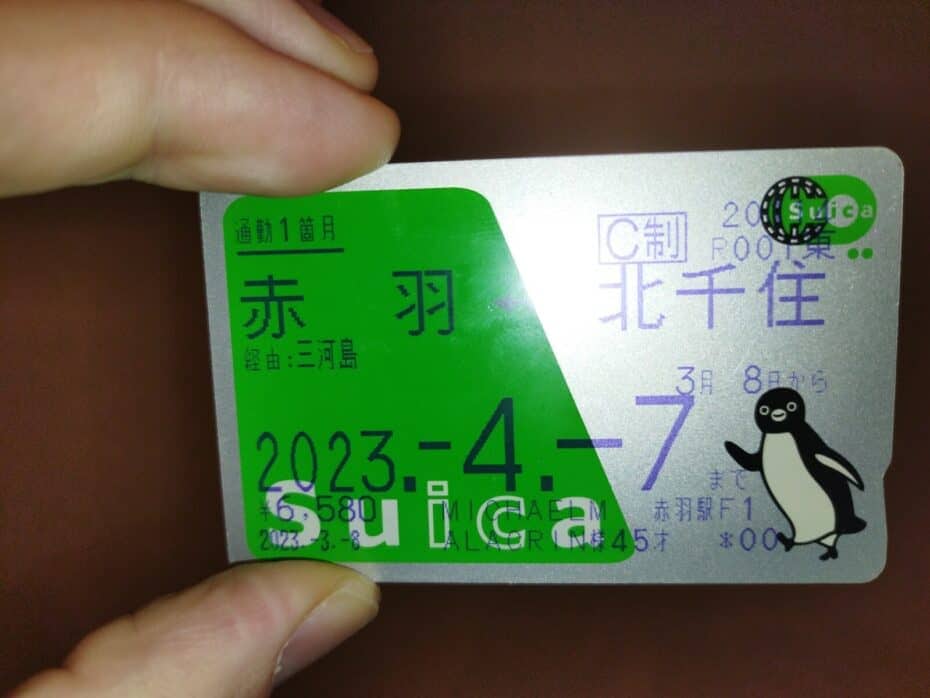 通勤1箇月
C制 20
R001東
Suica
赤羽 北千住
経由:三河島
3月 8日から
2023.-4.-7まで
¥6,580 MICHAELM 赤羽駅F1
2023.-3.-8 ALAGRIN様45才 *00
Suica